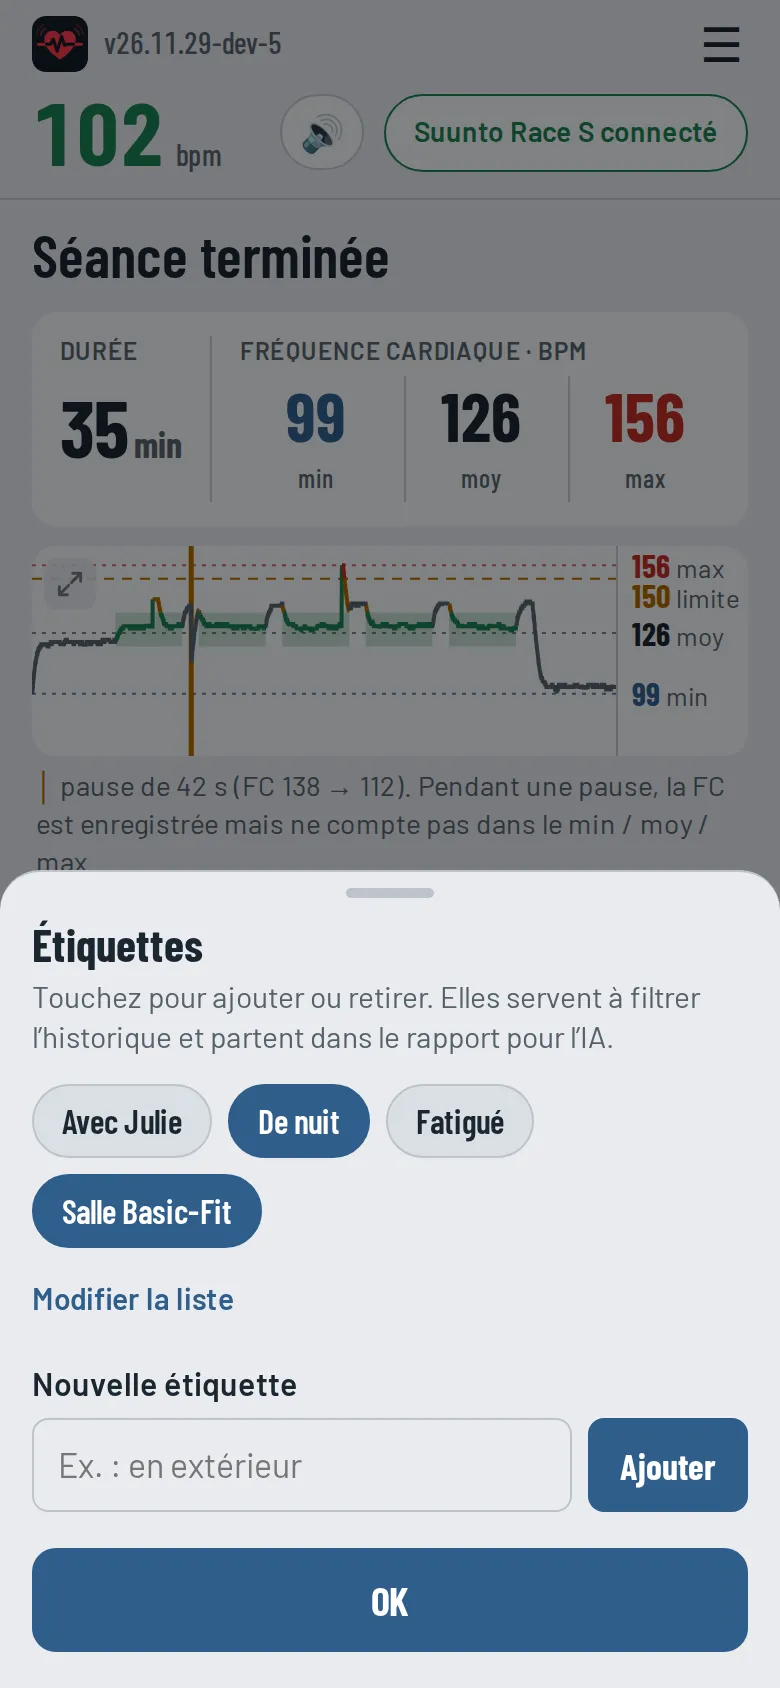 v26.11.29-dev-5
102 bpm
Suunto Race S connecté
Séance terminée
DURÉE
FRÉQUENCE CARDIAQUE · BPM
35 min
99
126
156
min
moy
max
156 max
150 limite
126 moy
99 min
pause de 42 s (FC 138 → 112). Pendant une pause, la FC
est enregistrée mais ne compte pas dans le min / moy /
max
Étiquettes
Touchez pour ajouter ou retirer. Elles servent à filtrer
l’historique et partent dans le rapport pour l’IA.
Avec Julie
De nuit
Fatigué
Salle Basic-Fit
Modifier la liste
Nouvelle étiquette
Ex. : en extérieur
Ajouter
OK